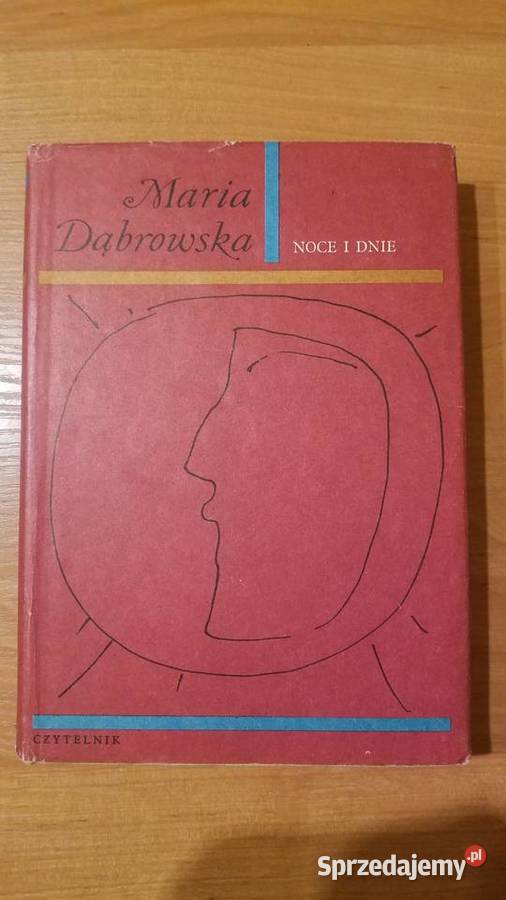 Maria
Dąbrowska
NOCE I DNIE
CZYTELNIK
Sprzedajemy.pl